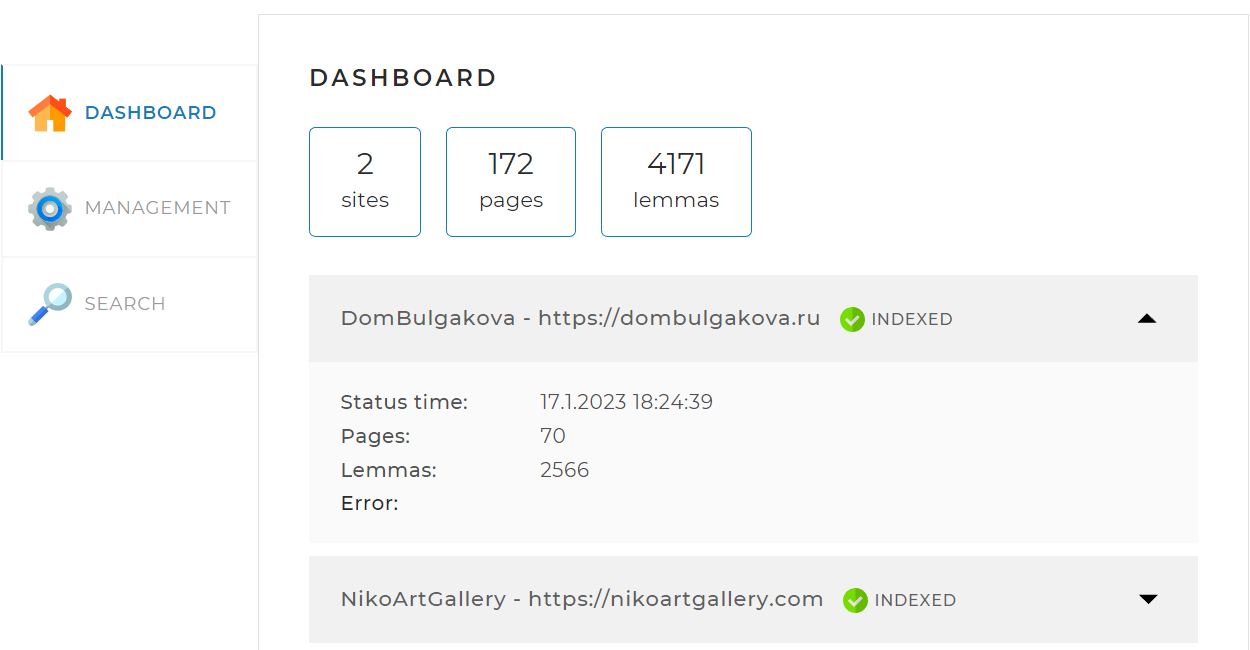 DASHBOARD
MANAGEMENT
SEARCH
DASHBOARD
2
sites
172
pages
4171
lemmas
DomBulgakova - https://dombulgakova.ru INDEXED
Status time: 17.1.2023 18:24:39
Pages: 70
Lemmas: 2566
Error:
NikoArtGallery - https://nikoartgallery.com INDEXED